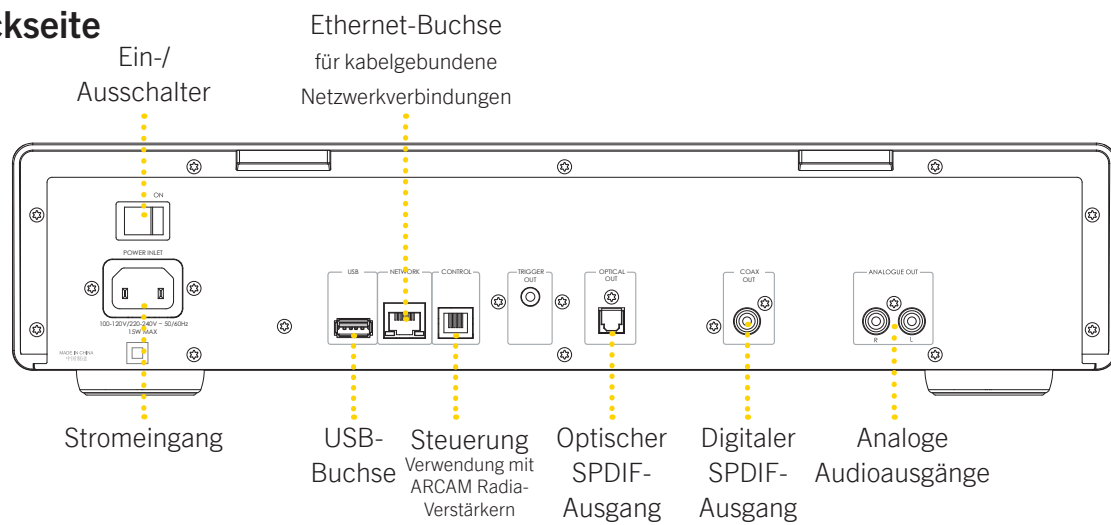 ckseite
Ein-/
Ausschalter
Ethernet-Buchse
für kabelgebundene
Netzwerkverbindungen
ON
POWER INLET
100-120V/220-240V ~ 50/60Hz
15W MAX
MADE IN CHINA
USB
NETWORK
CONTROL
TRIGGER
OUT
OPTICAL
OUT
COAX
OUT
ANALOGUE OUT
R
L
Stromeingang
USB-
Buchse
Steuerung
Verwendung mit
ARCAM Radia-
Verstärkern
Optischer
SPDIF-
Ausgang
Digitaler
SPDIF-
Ausgang
Analoge
Audioausgänge